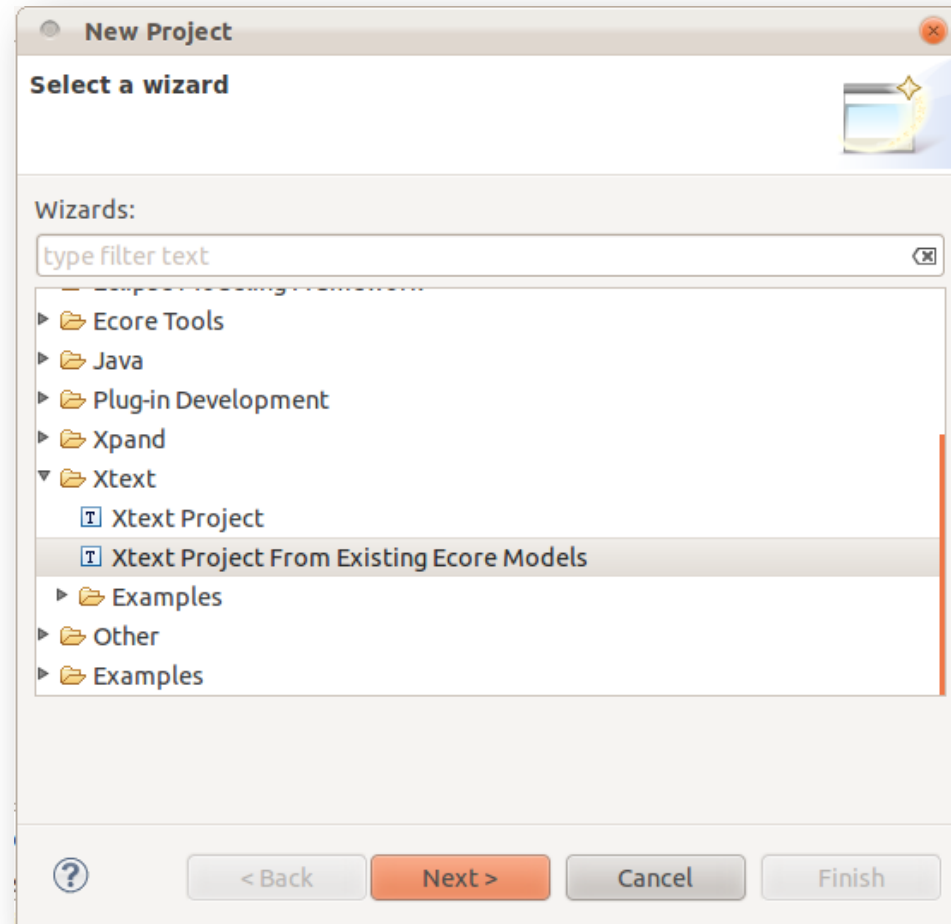 New Project
Select a wizard
Wizards:
type filter text
Ecore Tools
Java
Plug-in Development
Xpand
Xtext
T Xtext Project
T Xtext Project From Existing Ecore Models
Examples
Other
Examples
? < Back Next > Cancel Finish